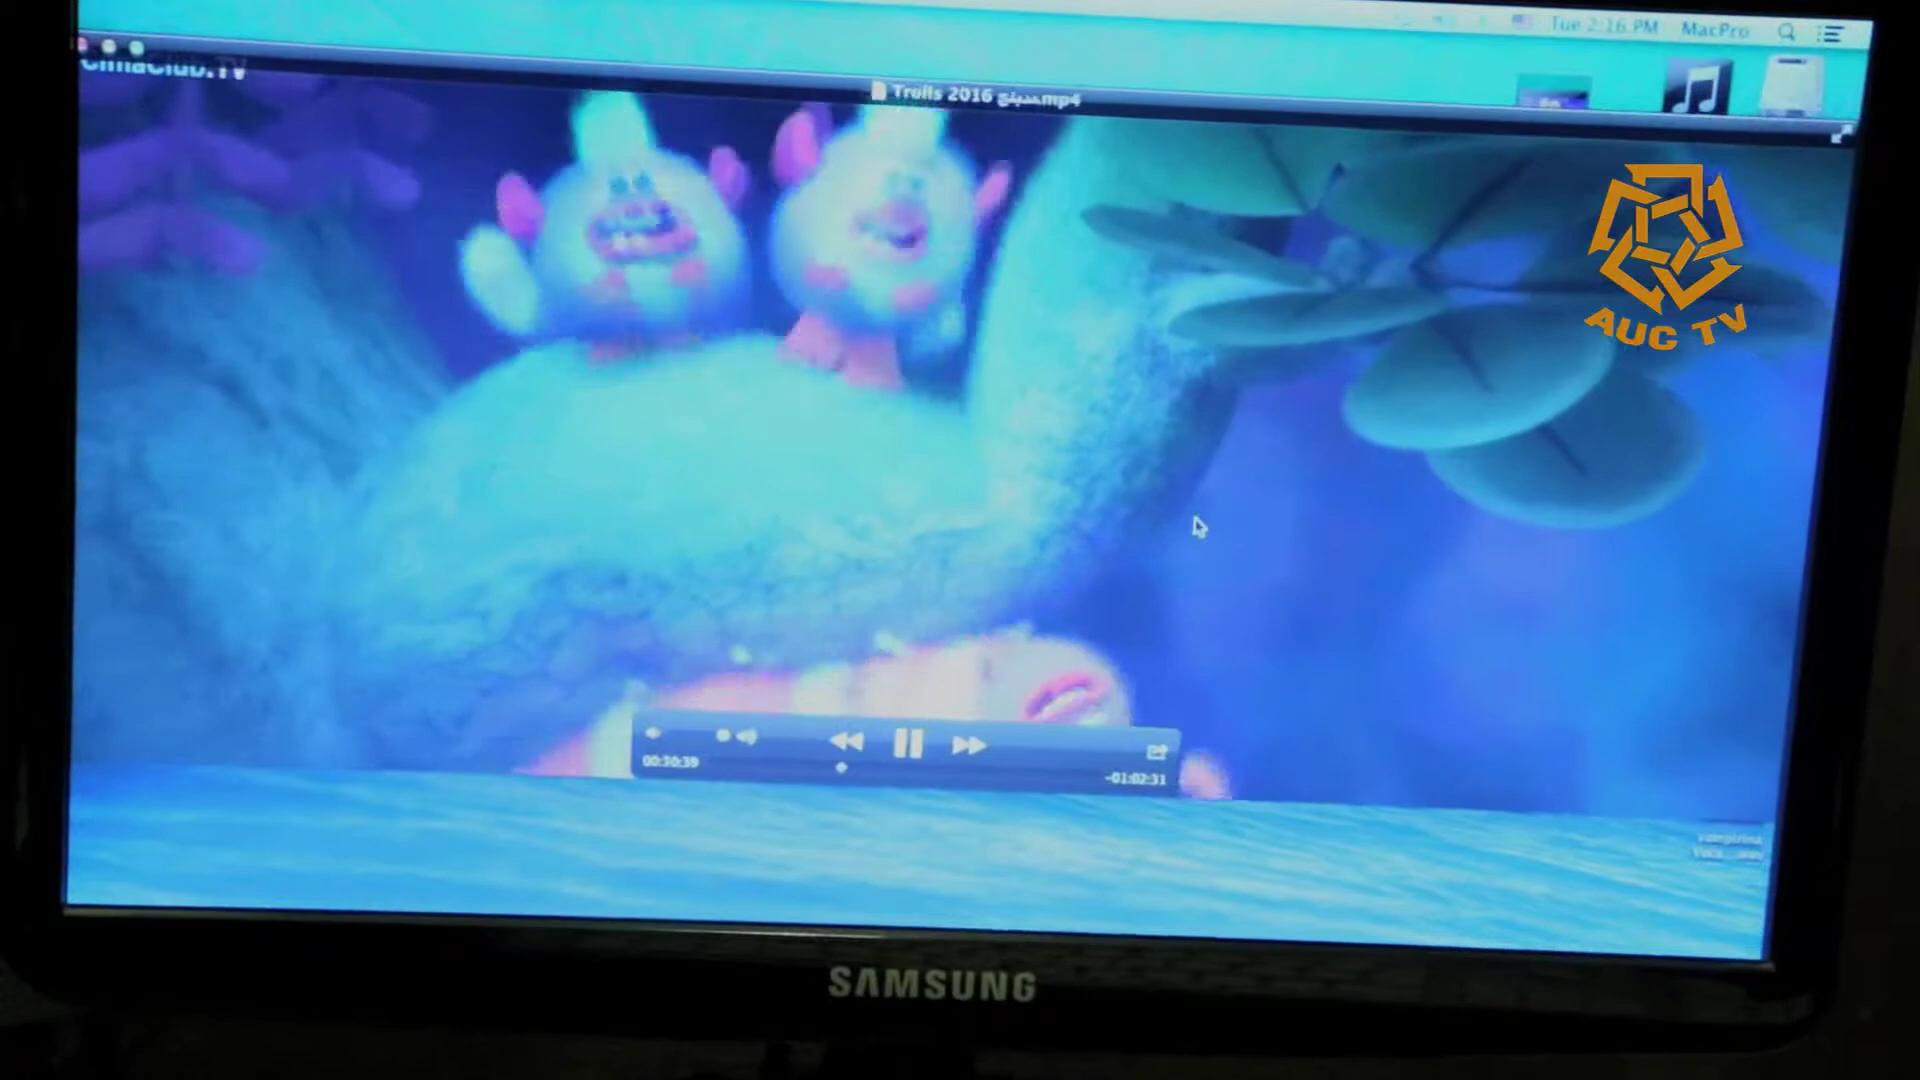 Tue 2:16 PM MacPro
CimaClub.TV
Trolls 2016 مدبلج.mp4
AUC TV
00:30:39
-01:02:31
SAMSUNG